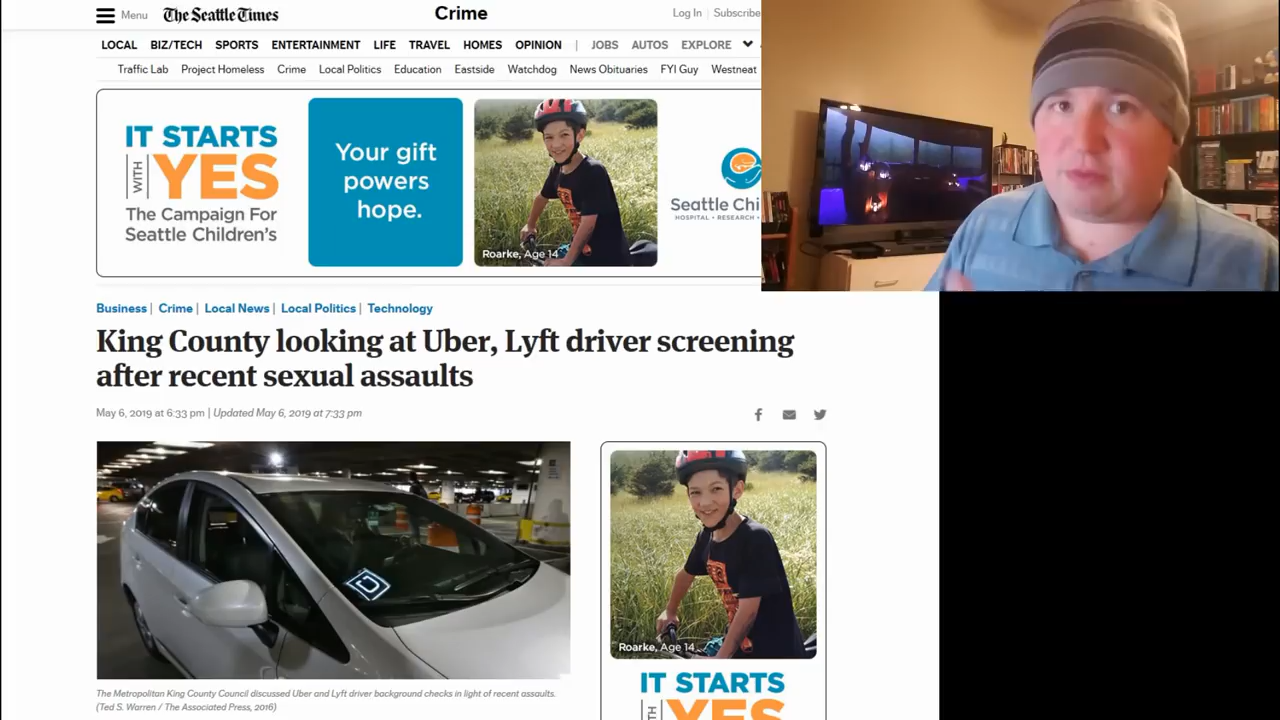 Menu
The Seattle Times
Crime
Log In | Subscribe
LOCAL BIZ/TECH SPORTS ENTERTAINMENT LIFE TRAVEL HOMES OPINION | JOBS AUTOS EXPLORE
Traffic Lab Project Homeless Crime Local Politics Education Eastside Watchdog News Obituaries FYI Guy Westneat
IT STARTS
WITH
YES
The Campaign For
Seattle Children's
Your gift
powers
hope.
Roarke, Age 14
Seattle Chi
HOSPITAL • RESEARCH •
Business | Crime | Local News | Local Politics | Technology
King County looking at Uber, Lyft driver screening
after recent sexual assaults
May 6, 2019 at 6:33 pm | Updated May 6, 2019 at 7:33 pm
The Metropolitan King County Council discussed Uber and Lyft driver background checks in light of recent assaults.
(Ted S. Warren / The Associated Press, 2016)
Roarke, Age 14
IT STARTS
WITH
YES